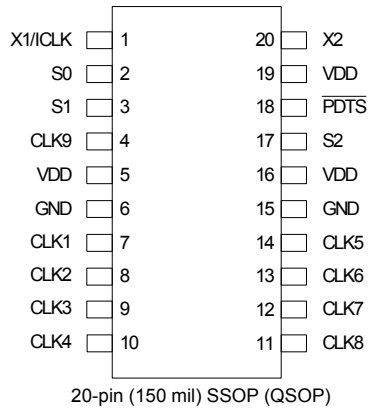 X1/ICLK 1 20 X2
S0 2 19 VDD
S1 3 18 PDTS
CLK9 4 17 S2
VDD 5 16 VDD
GND 6 15 GND
CLK1 7 14 CLK5
CLK2 8 13 CLK6
CLK3 9 12 CLK7
CLK4 10 11 CLK8
20-pin (150 mil) SSOP (QSOP)